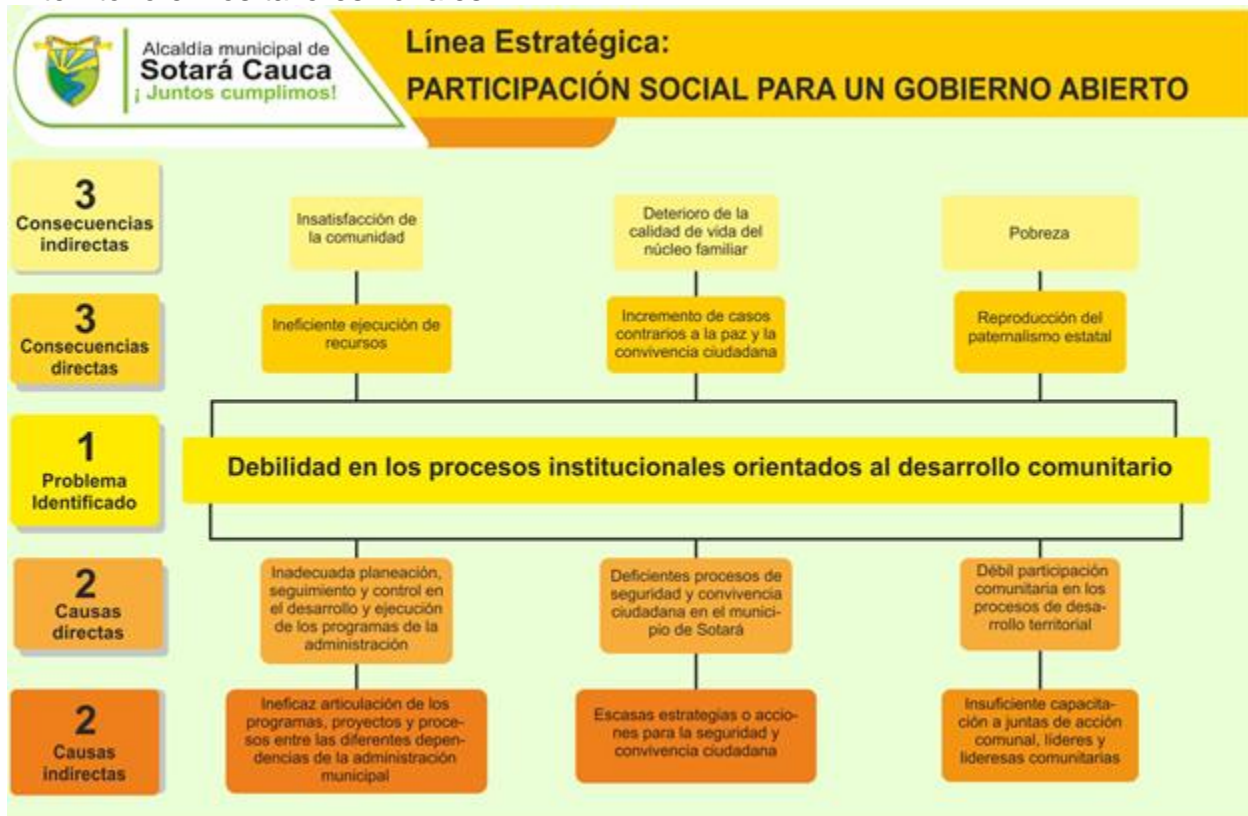 Alcaldía municipal de
Sotará Cauca
¡ Juntos cumplimos!
Línea Estratégica:
PARTICIPACIÓN SOCIAL PARA UN GOBIERNO ABIERTO
3
Consecuencias
indirectas
Insatisfacción de
la comunidad
Deterioro de la
calidad de vida del
núcleo familiar
Pobreza
3
Consecuencias
directas
Ineficiente ejecución de
recursos
Incremento de casos
contrarios a la paz y la
convivencia ciudadana
Reproducción del
paternalismo estatal
1
Problema
Identificado
Debilidad en los procesos institucionales orientados al desarrollo comunitario
2
Causas
directas
Inadecuada planeación,
seguimiento y control en
el desarrollo y ejecución
de los programas de la
administración
Deficientes procesos de
seguridad y convivencia
ciudadana en el munici-
pio de Sotará
Débil participación
comunitaria en los
procesos de desa-
rrollo territorial
2
Causas
indirectas
Ineficaz articulación de los
programas, proyectos y proce-
sos entre las diferentes depen-
dencias de la administración
municipal
Escasas estrategias o accio-
nes para la seguridad y
convivencia ciudadana
Insuficiente capacita-
ción a juntas de acción
comunal, líderes y
lideresas comunitarias